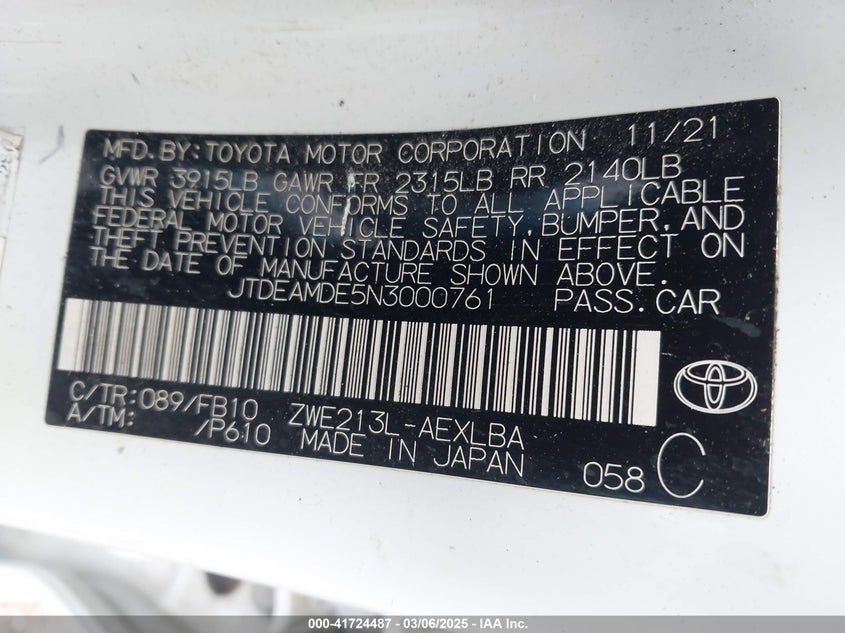 MFD.BY:TOYOTA MOTOR CORPORATION 11/21
GVWR 3915LB GAWR FR 2315LB RR 2140LB
THIS VEHICLE CONFORMS TO ALL APPLICABLE
FEDERAL MOTOR VEHICLE SAFETY,BUMPER,AND
THEFT PREVENTION STANDARDS IN EFFECT ON
THE DATE OF MANUFACTURE SHOWN ABOVE.
JTDEAMDE5N3000761 PASS.CAR
C/TR:089/FB10 ZWE213L-AEXLBA
A/TM: /P610 MADE IN JAPAN
058 C
000-41724487 - 03/06/2025 - IAA Inc.